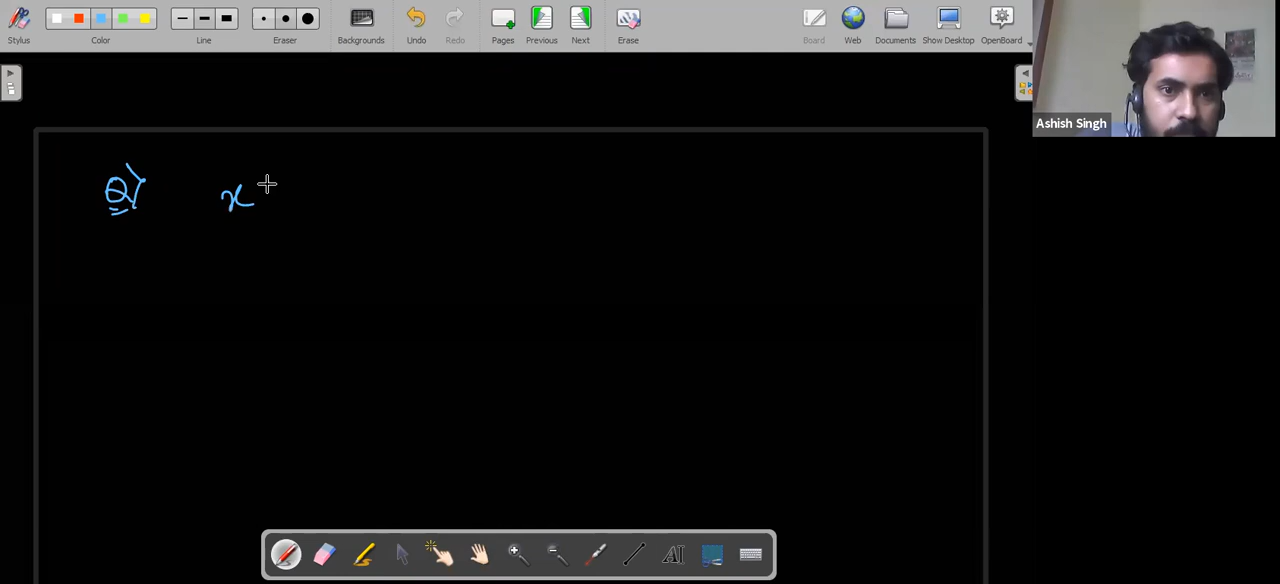 Stylus
Color
Line
Eraser
Backgrounds
Undo
Redo
Pages
Previous
Next
Erase
Board
Web
Documents
Show Desktop
OpenBoard
Ashish Singh
Q) x
AI